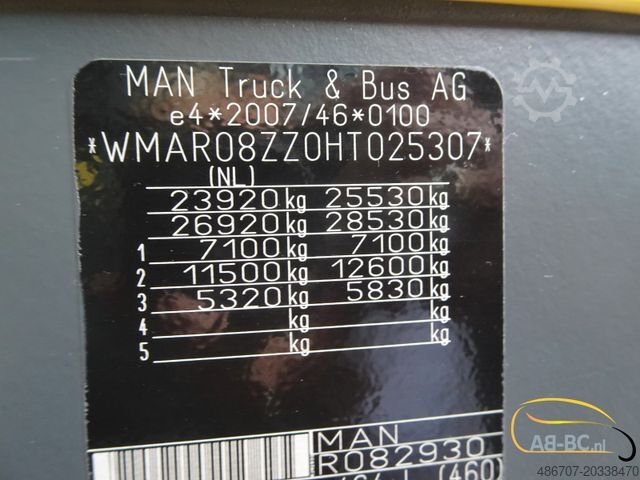 MAN Truck & Bus AG
e4*2007/46*0100
*WMAR08ZZ0HT025307*
(NL)
23920 kg 25530 kg
26920 kg 28530 kg
1 7100 kg 7100 kg
2 11500 kg 12600 kg
3 5320 kg 5830 kg
4 kg kg
5 kg kg
MAN
R082930
(460)
AB-BC.nl
486707-20338470